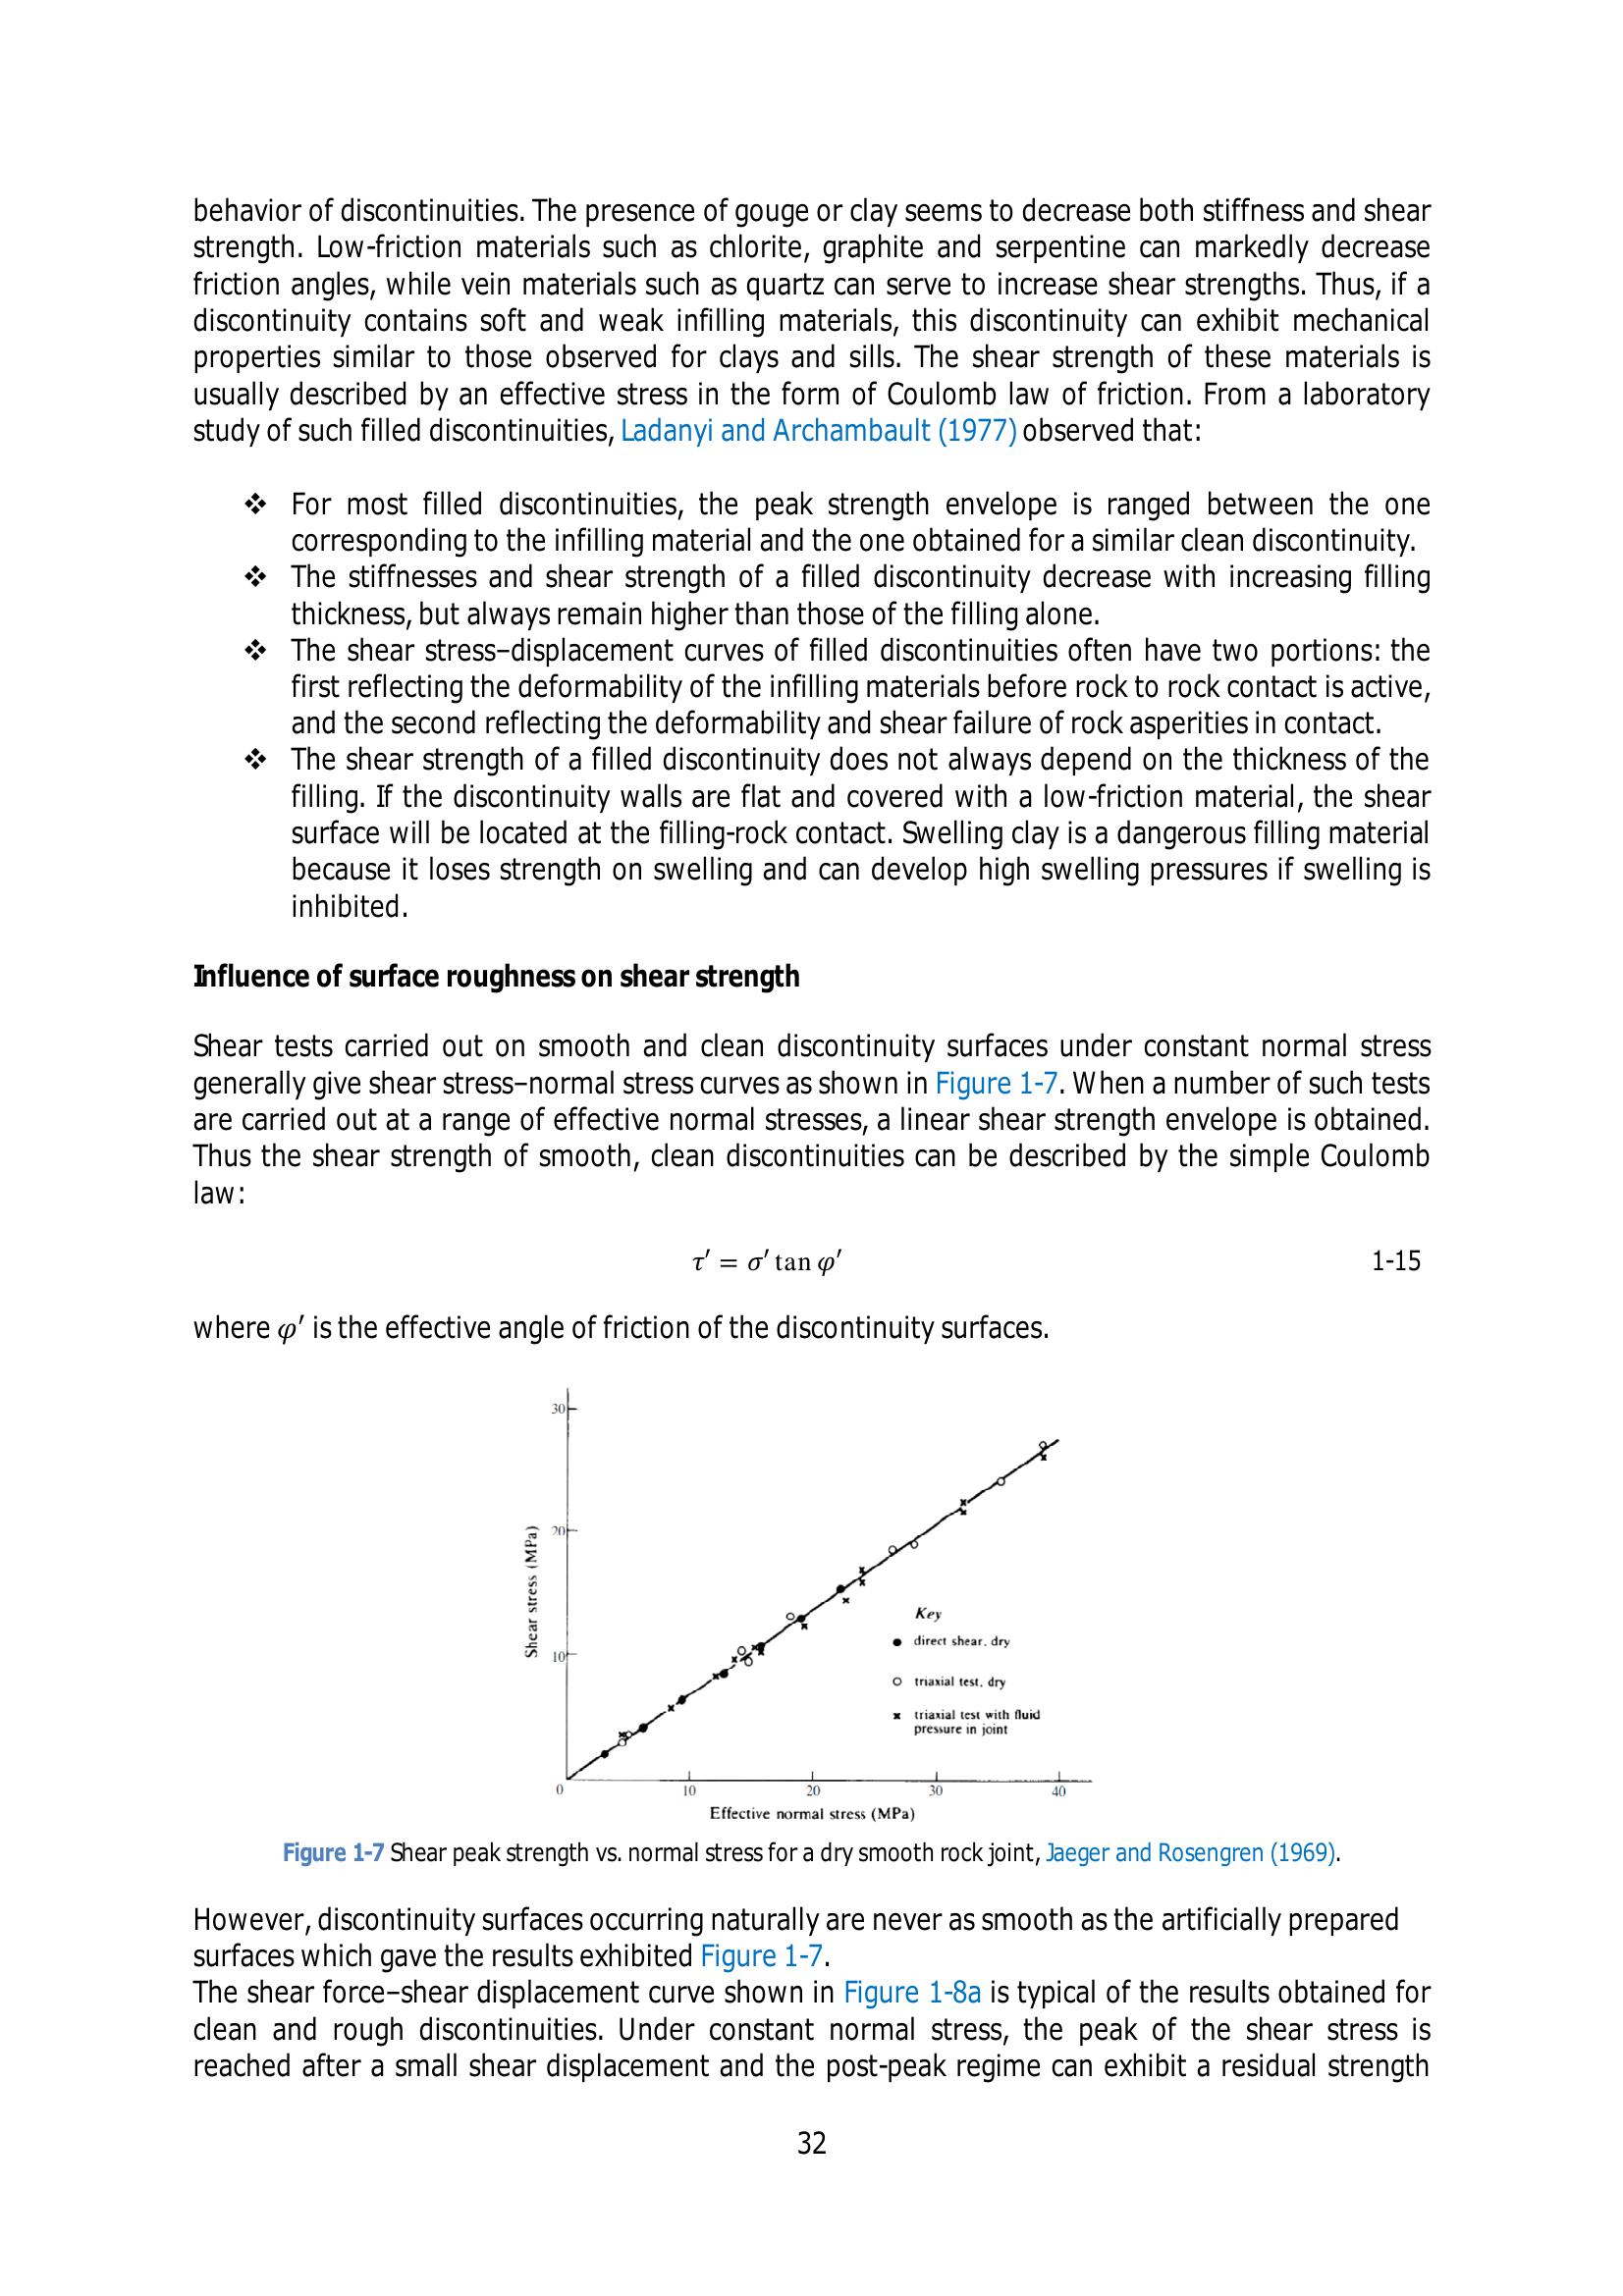 behavior of discontinuities. The presence of gouge or clay seems to decrease both stiffness and shear
strength. Low-friction materials such as chlorite, graphite and serpentine can markedly decrease
friction angles, while vein materials such as quartz can serve to increase shear strengths. Thus, if a
discontinuity contains soft and weak infilling materials, this discontinuity can exhibit mechanical
properties similar to those observed for clays and sills. The shear strength of these materials is
usually described by an effective stress in the form of Coulomb law of friction. From a laboratory
study of such filled discontinuities, Ladanyi and Archambault (1977) observed that:
❖ For most filled discontinuities, the peak strength envelope is ranged between the one
corresponding to the infilling material and the one obtained for a similar clean discontinuity.
❖ The stiffnesses and shear strength of a filled discontinuity decrease with increasing filling
thickness, but always remain higher than those of the filling alone.
❖ The shear stress–displacement curves of filled discontinuities often have two portions: the
first reflecting the deformability of the infilling materials before rock to rock contact is active,
and the second reflecting the deformability and shear failure of rock asperities in contact.
❖ The shear strength of a filled discontinuity does not always depend on the thickness of the
filling. If the discontinuity walls are flat and covered with a low-friction material, the shear
surface will be located at the filling-rock contact. Swelling clay is a dangerous filling material
because it loses strength on swelling and can develop high swelling pressures if swelling is
inhibited.
Influence of surface roughness on shear strength
Shear tests carried out on smooth and clean discontinuity surfaces under constant normal stress
generally give shear stress–normal stress curves as shown in Figure 1-7. When a number of such tests
are carried out at a range of effective normal stresses, a linear shear strength envelope is obtained.
Thus the shear strength of smooth, clean discontinuities can be described by the simple Coulomb
law:
τ′ = σ′ tan φ′ 1-15
where φ′ is the effective angle of friction of the discontinuity surfaces.
30
20
10
Shear stress (MPa)
Key
direct shear, dry
triaxial test, dry
triaxial test with fluid
pressure in joint
0 10 20 30 40
Effective normal stress (MPa)
Figure 1-7 Shear peak strength vs. normal stress for a dry smooth rock joint, Jaeger and Rosengren (1969).
However, discontinuity surfaces occurring naturally are never as smooth as the artificially prepared
surfaces which gave the results exhibited Figure 1-7.
The shear force–shear displacement curve shown in Figure 1-8a is typical of the results obtained for
clean and rough discontinuities. Under constant normal stress, the peak of the shear stress is
reached after a small shear displacement and the post-peak regime can exhibit a residual strength
32